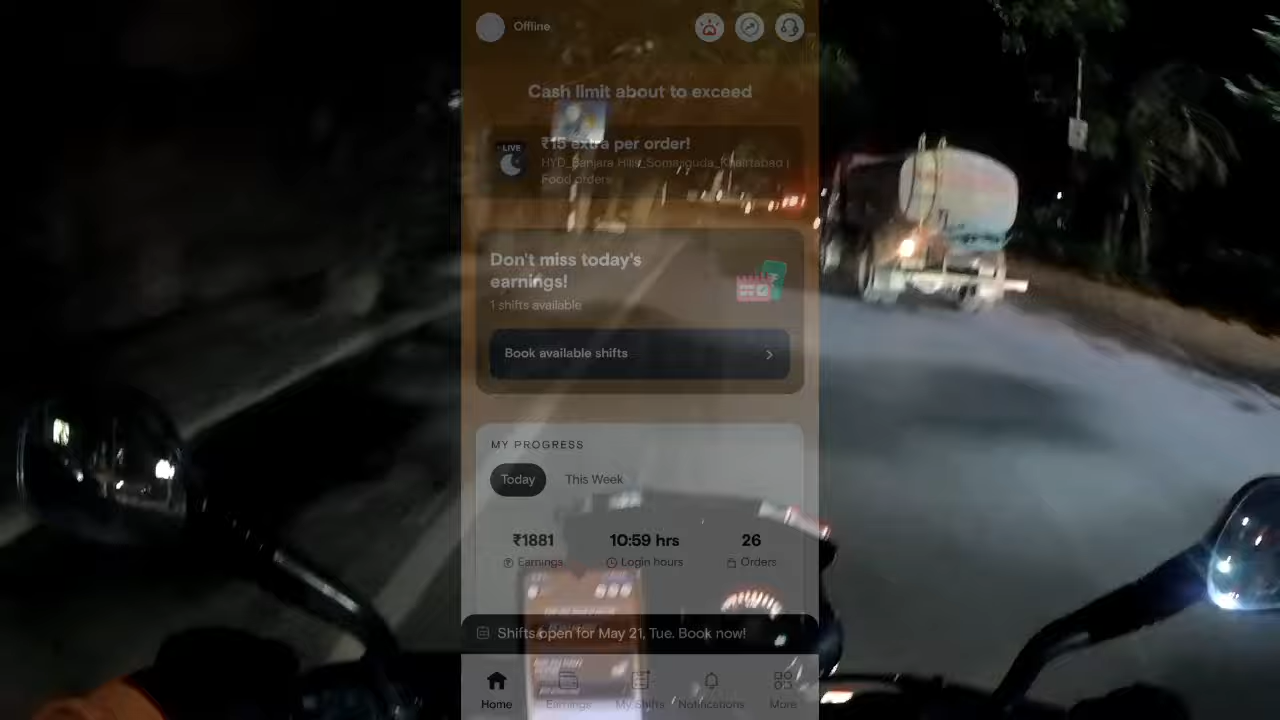 Offline
Cash limit about to exceed
LIVE
₹15 extra per order!
HYD_Banjara Hills_Somajiguda_Khairtabad |
Food orders
Don't miss today's
earnings!
1 shifts available
Book available shifts
MY PROGRESS
Today This Week
₹1881 10:59 hrs 26
Earnings Login hours Orders
Shifts open for May 21, Tue. Book now!
Home Earnings My Shifts Notifications More